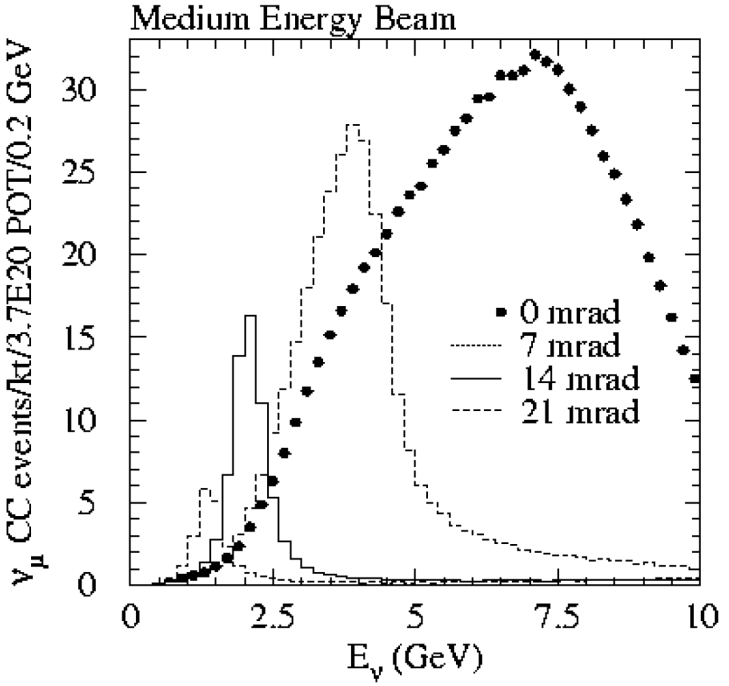 Medium Energy Beam
ν_μ CC events/kt/3.7E20 POT/0.2 GeV
30
25
20
15
10
5
0
0 mrad
7 mrad
14 mrad
21 mrad
0 2.5 5 7.5 10
E_ν (GeV)